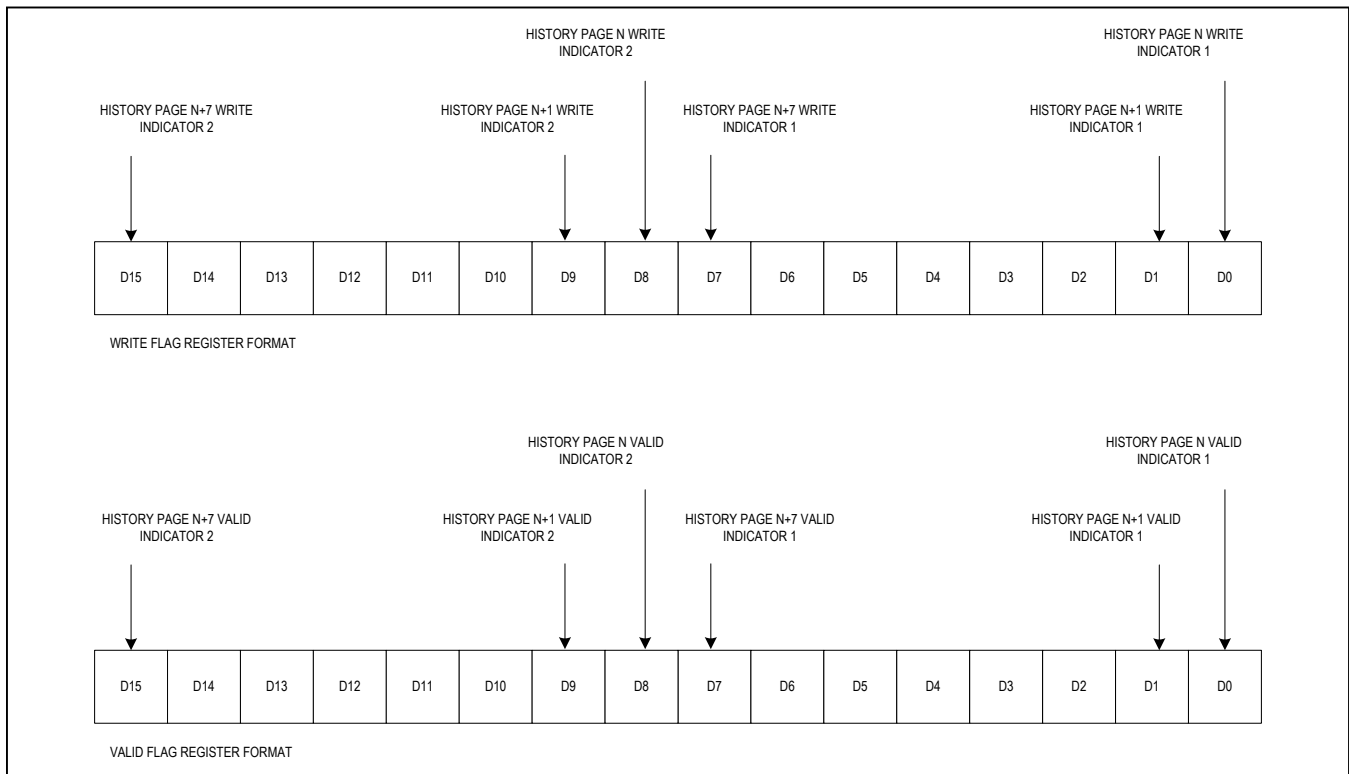 HISTORY PAGE N WRITE
INDICATOR 2
HISTORY PAGE N WRITE
INDICATOR 1
HISTORY PAGE N+7 WRITE
INDICATOR 2
HISTORY PAGE N+1 WRITE
INDICATOR 2
HISTORY PAGE N+7 WRITE
INDICATOR 1
HISTORY PAGE N+1 WRITE
INDICATOR 1
D15 D14 D13 D12 D11 D10 D9 D8 D7 D6 D5 D4 D3 D2 D1 D0
WRITE FLAG REGISTER FORMAT
HISTORY PAGE N VALID
INDICATOR 2
HISTORY PAGE N VALID
INDICATOR 1
HISTORY PAGE N+7 VALID
INDICATOR 2
HISTORY PAGE N+1 VALID
INDICATOR 2
HISTORY PAGE N+7 VALID
INDICATOR 1
HISTORY PAGE N+1 VALID
INDICATOR 1
D15 D14 D13 D12 D11 D10 D9 D8 D7 D6 D5 D4 D3 D2 D1 D0
VALID FLAG REGISTER FORMAT